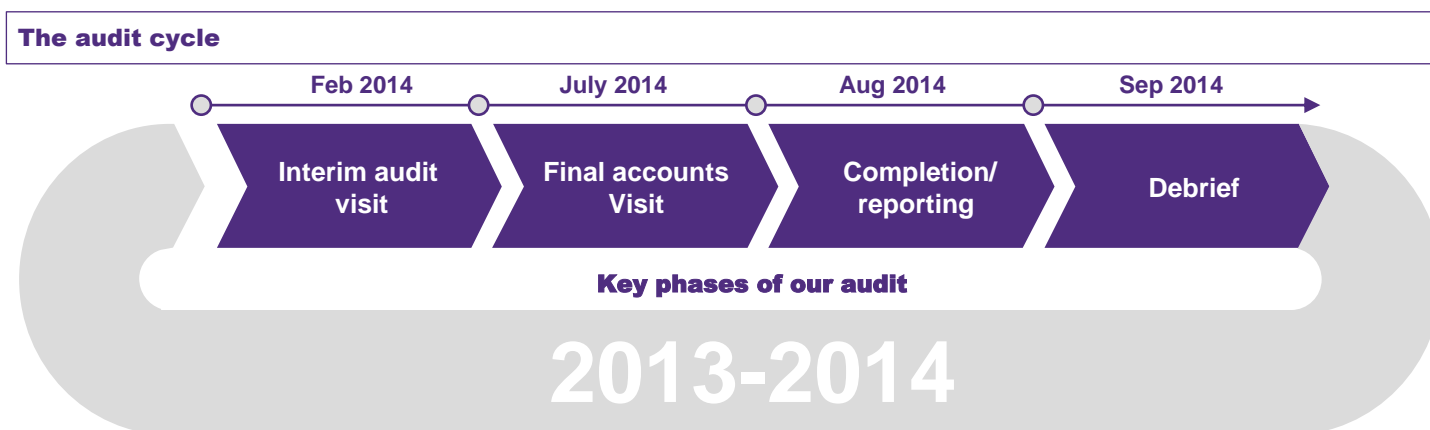 The audit cycle
Feb 2014
July 2014
Aug 2014
Sep 2014
Interim audit
visit
Final accounts
Visit
Completion/
reporting
Debrief
Key phases of our audit
2013-2014